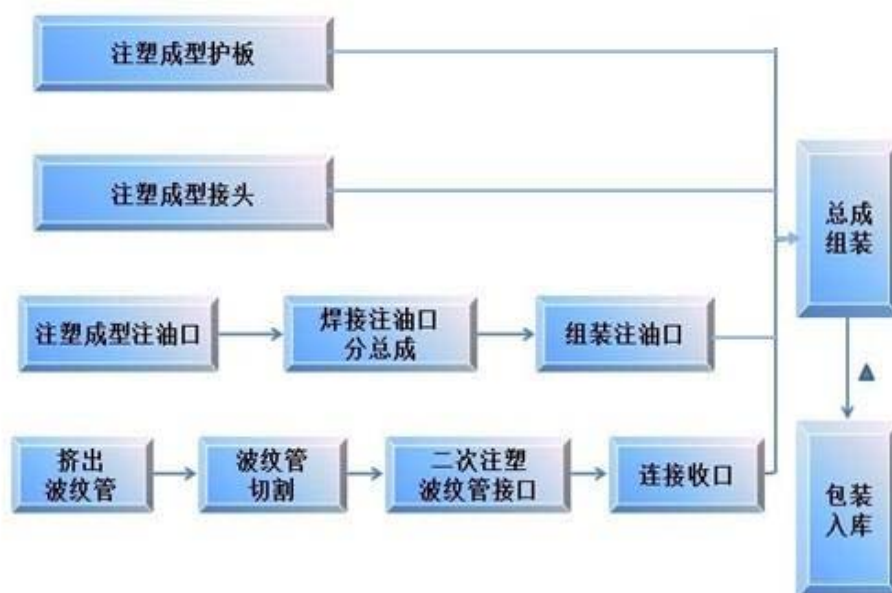 注塑成型护板
注塑成型接头
总成
组装
注塑成型注油口
焊接注油口
分总成
组装注油口
挤出
波纹管
波纹管
切割
二次注塑
波纹管接口
连接收口
包装
入库